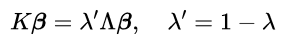 Kβ = λ′Λβ, λ′ = 1 − λ